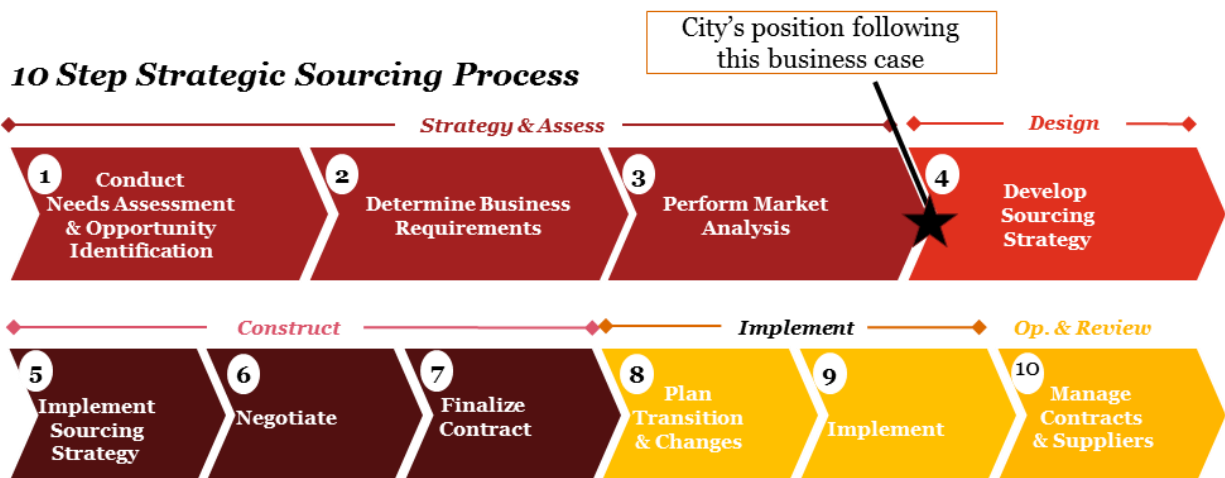 City's position following
this business case
10 Step Strategic Sourcing Process
Strategy & Assess
Design
1
Conduct
Needs Assessment
& Opportunity
Identification
2
Determine Business
Requirements
3
Perform Market
Analysis
4
Develop
Sourcing
Strategy
Construct
Implement
Op. & Review
5
Implement
Sourcing
Strategy
6
Negotiate
7
Finalize
Contract
8
Plan
Transition
& Changes
9
Implement
10
Manage
Contracts
& Suppliers